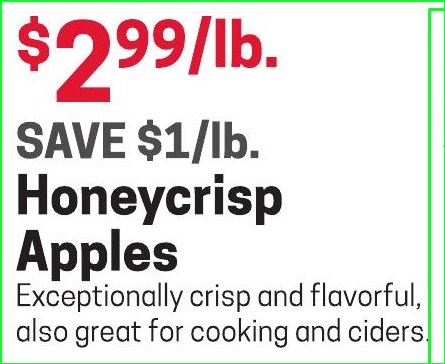 $2.99/lb.
SAVE $1/lb.
Honeycrisp
Apples
Exceptionally crisp and flavorful,
also great for cooking and ciders.